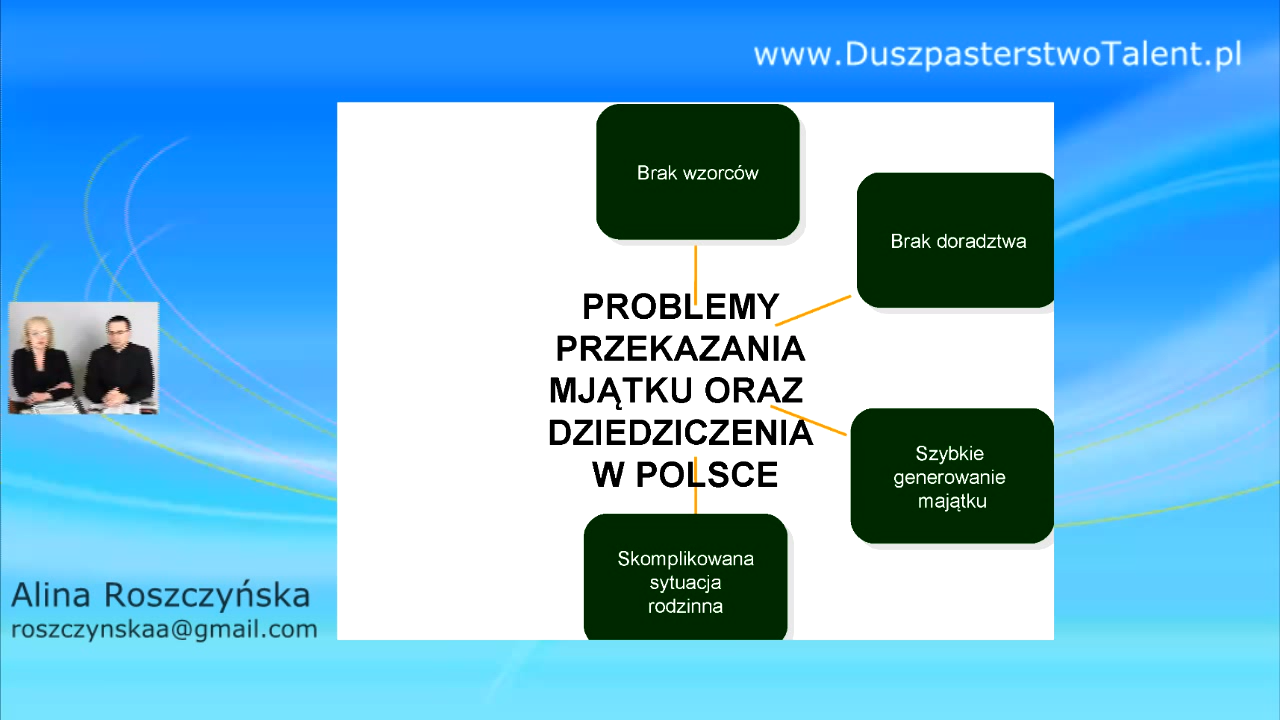 www.DuszpasterstwoTalent.pl
Brak wzorców
Brak doradztwa
PROBLEMY
PRZEKAZANIA
MJĄTKU ORAZ
DZIEDZICZENIA
W POLSCE
Szybkie
generowanie
majątku
Skomplikowana
sytuacja
rodzinna
Alina Roszczyńska
roszczynskaa@gmail.com